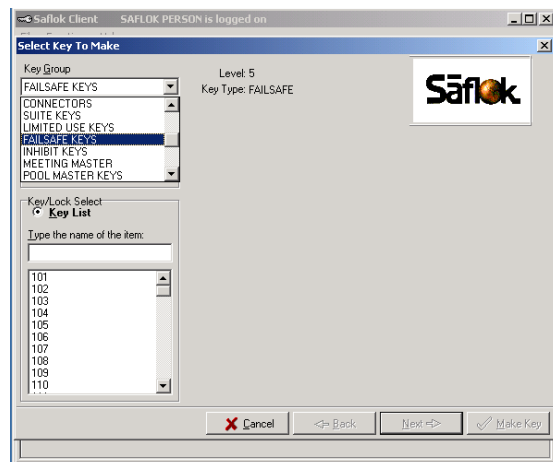 Saflok Client SAFLOK PERSON is logged on
Select Key To Make
Key Group
FAILSAFE KEYS
CONNECTORS
SUITE KEYS
LIMITED USE KEYS
FAILSAFE KEYS
INHIBIT KEYS
MEETING MASTER
POOL MASTER KEYS
Level: 5
Key Type: FAILSAFE
Sāflok
Key/Lock Select
Key List
Type the name of the item:
101
102
103
104
105
106
107
108
109
110
Cancel
Back
Next
Make Key